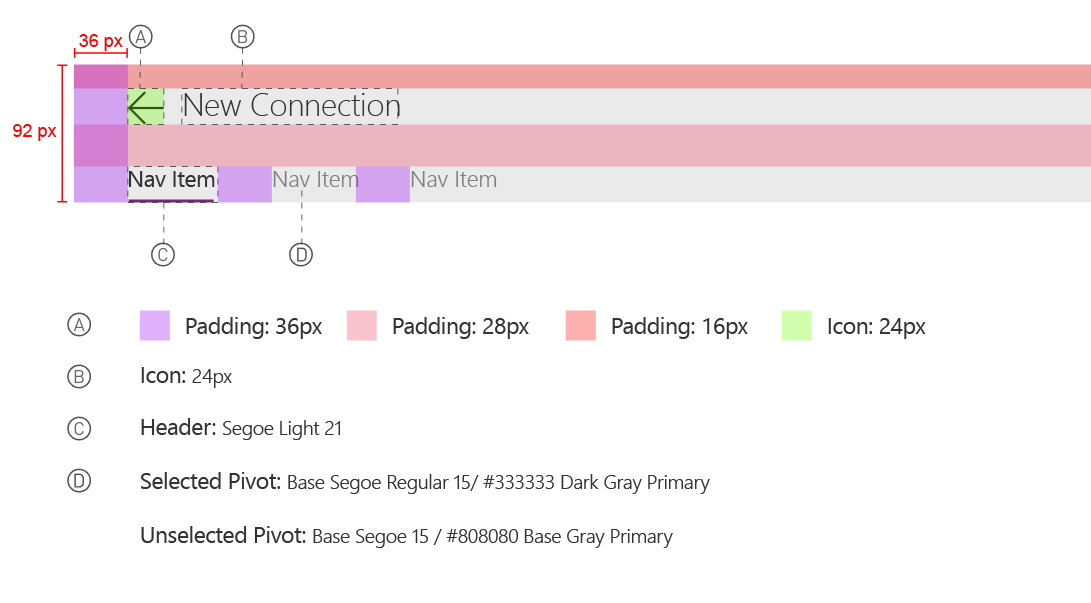 36 px
A
B
92 px
New Connection
Nav Item Nav Item Nav Item
C
D
A Padding: 36px Padding: 28px Padding: 16px Icon: 24px
B Icon: 24px
C Header: Segoe Light 21
D Selected Pivot: Base Segoe Regular 15/ #333333 Dark Gray Primary
Unselected Pivot: Base Segoe 15 / #808080 Base Gray Primary